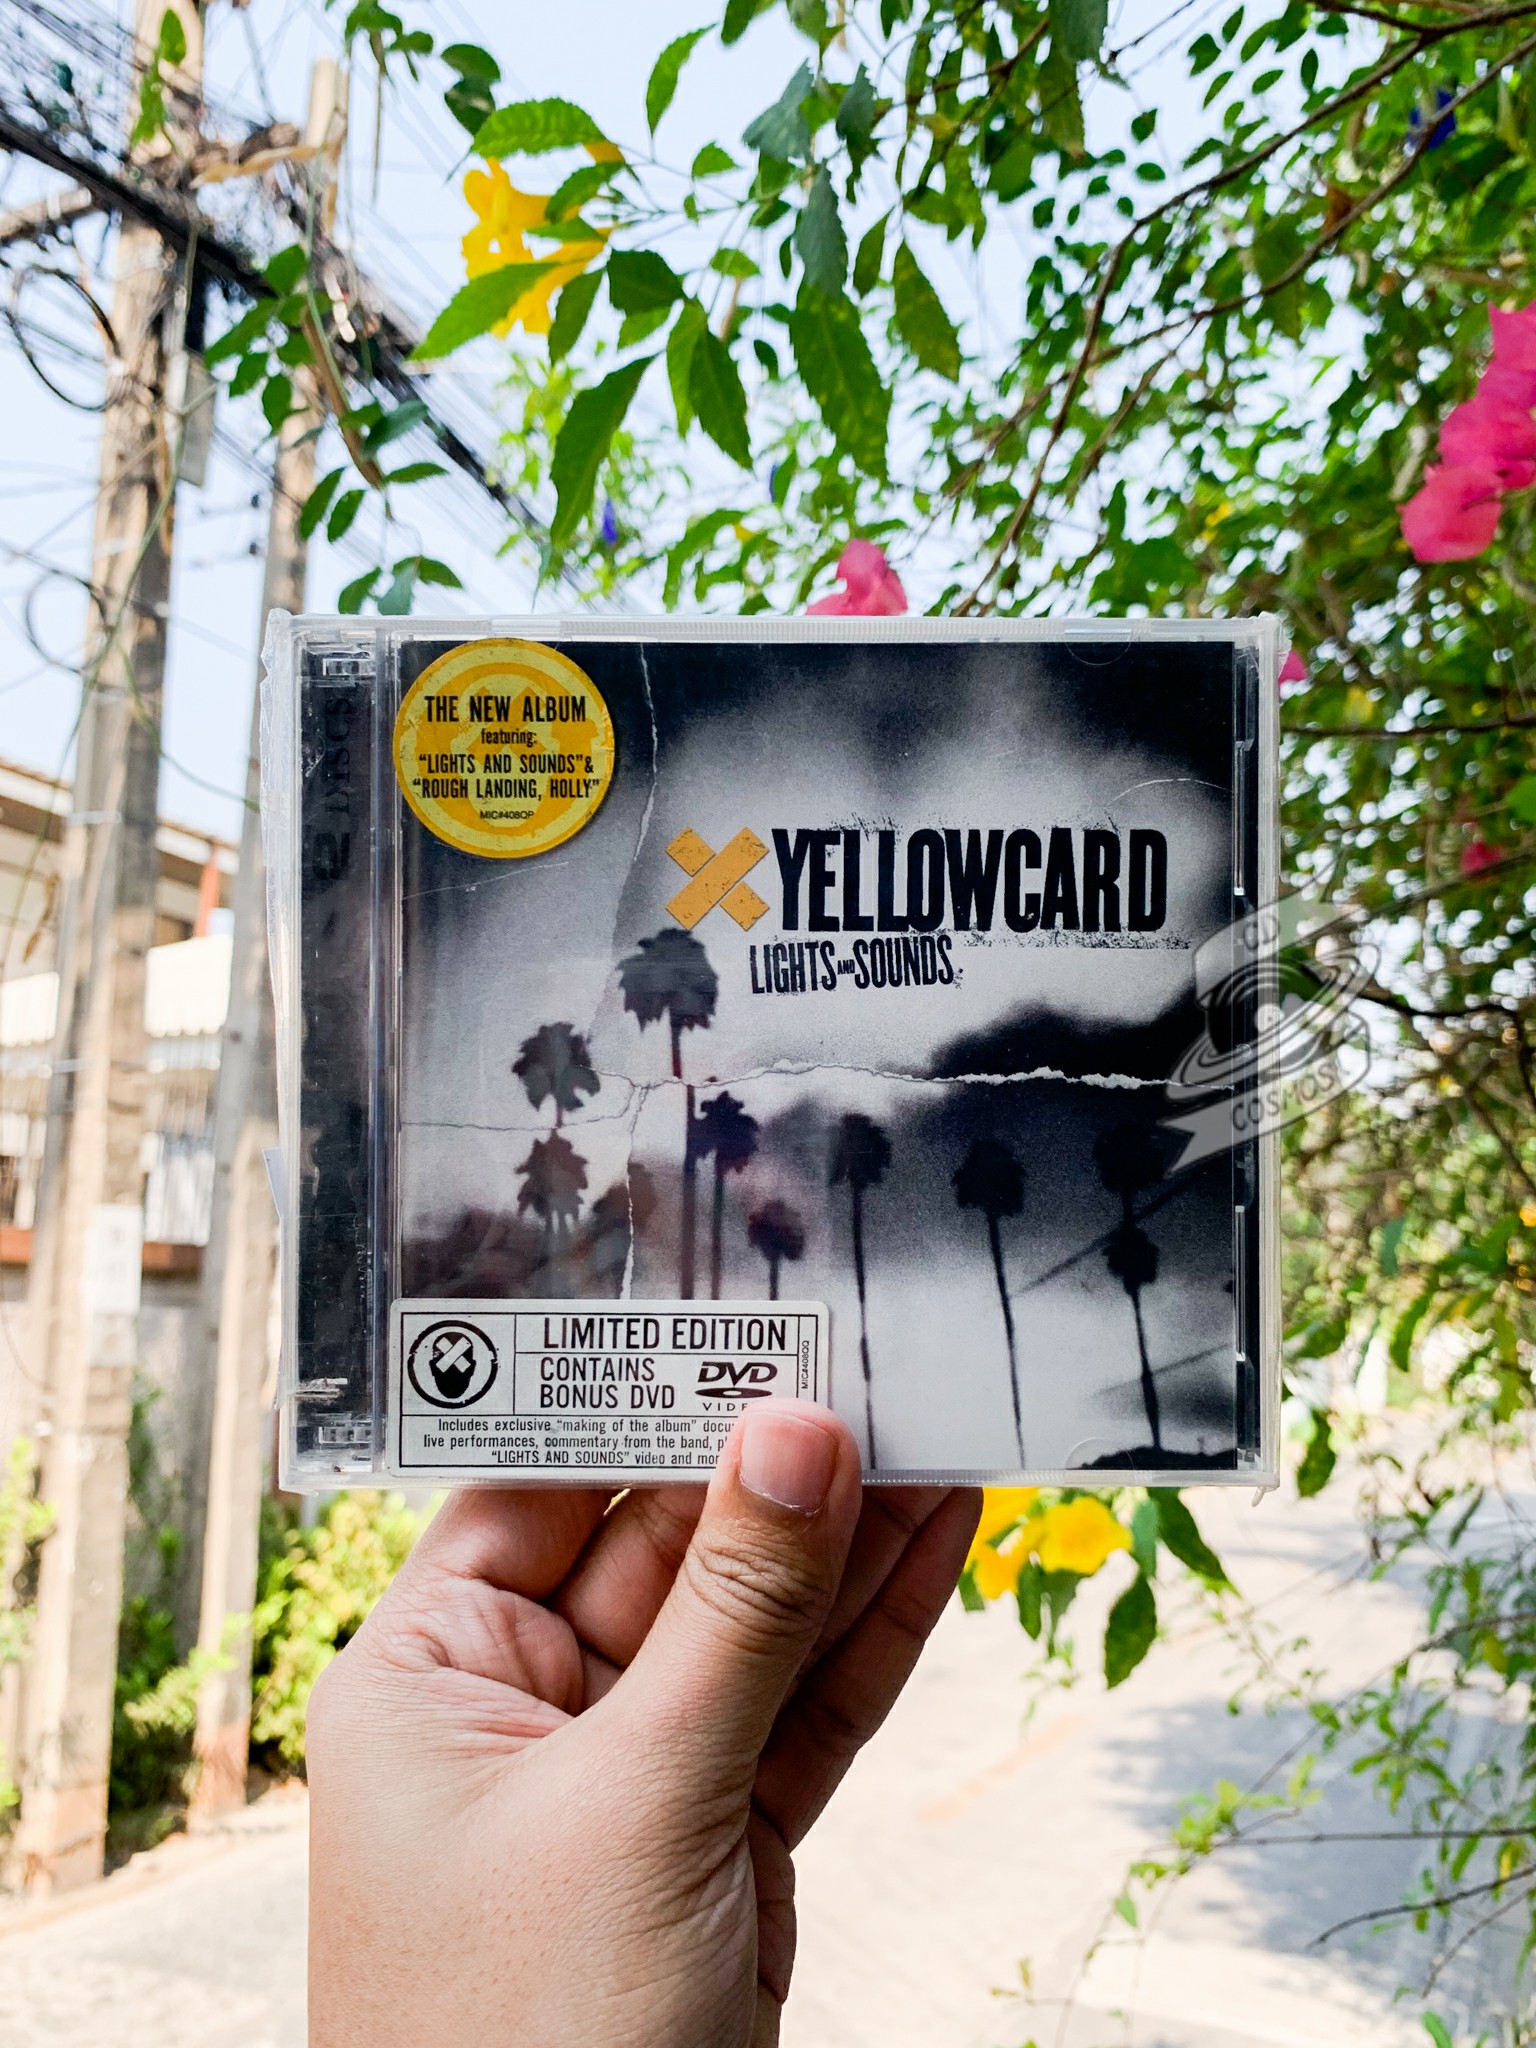 THE NEW ALBUM
featuring:
"LIGHTS AND SOUNDS"&
"ROUGH LANDING, HOLLY"
MIC#408QP
2 DISCS
YELLOWCARD
LIGHTS AND SOUNDS
CD
COSMOS
LIMITED EDITION
CONTAINS
BONUS DVD
DVD
MIC#408QQ
Includes exclusive "making of the album"
live performances, commentary from the band,
"LIGHTS AND SOUNDS" video and